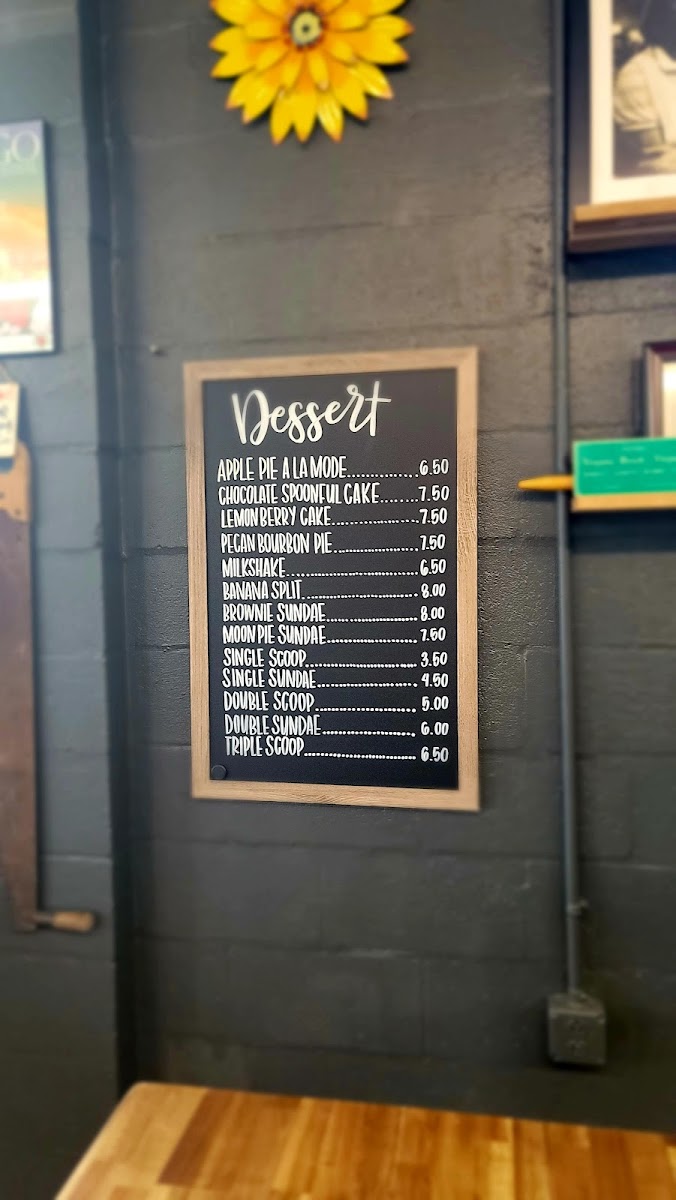 GO
Dessert
APPLE PIE A LA MODE..............6.50
CHOCOLATE SPOONFUL CAKE.......7.50
LEMON BERRY CAKE..................7.50
PECAN BOURBON PIE..................7.50
MILKSHAKE..........................6.50
BANANA SPLIT.......................8.00
BROWNIE SUNDAE....................8.00
MOON PIE SUNDAE...................7.50
SINGLE SCOOP.......................3.50
SINGLE SUNDAE.....................4.50
DOUBLE SCOOP......................5.00
DOUBLE SUNDAE.....................6.00
TRIPLE SCOOP.......................6.50